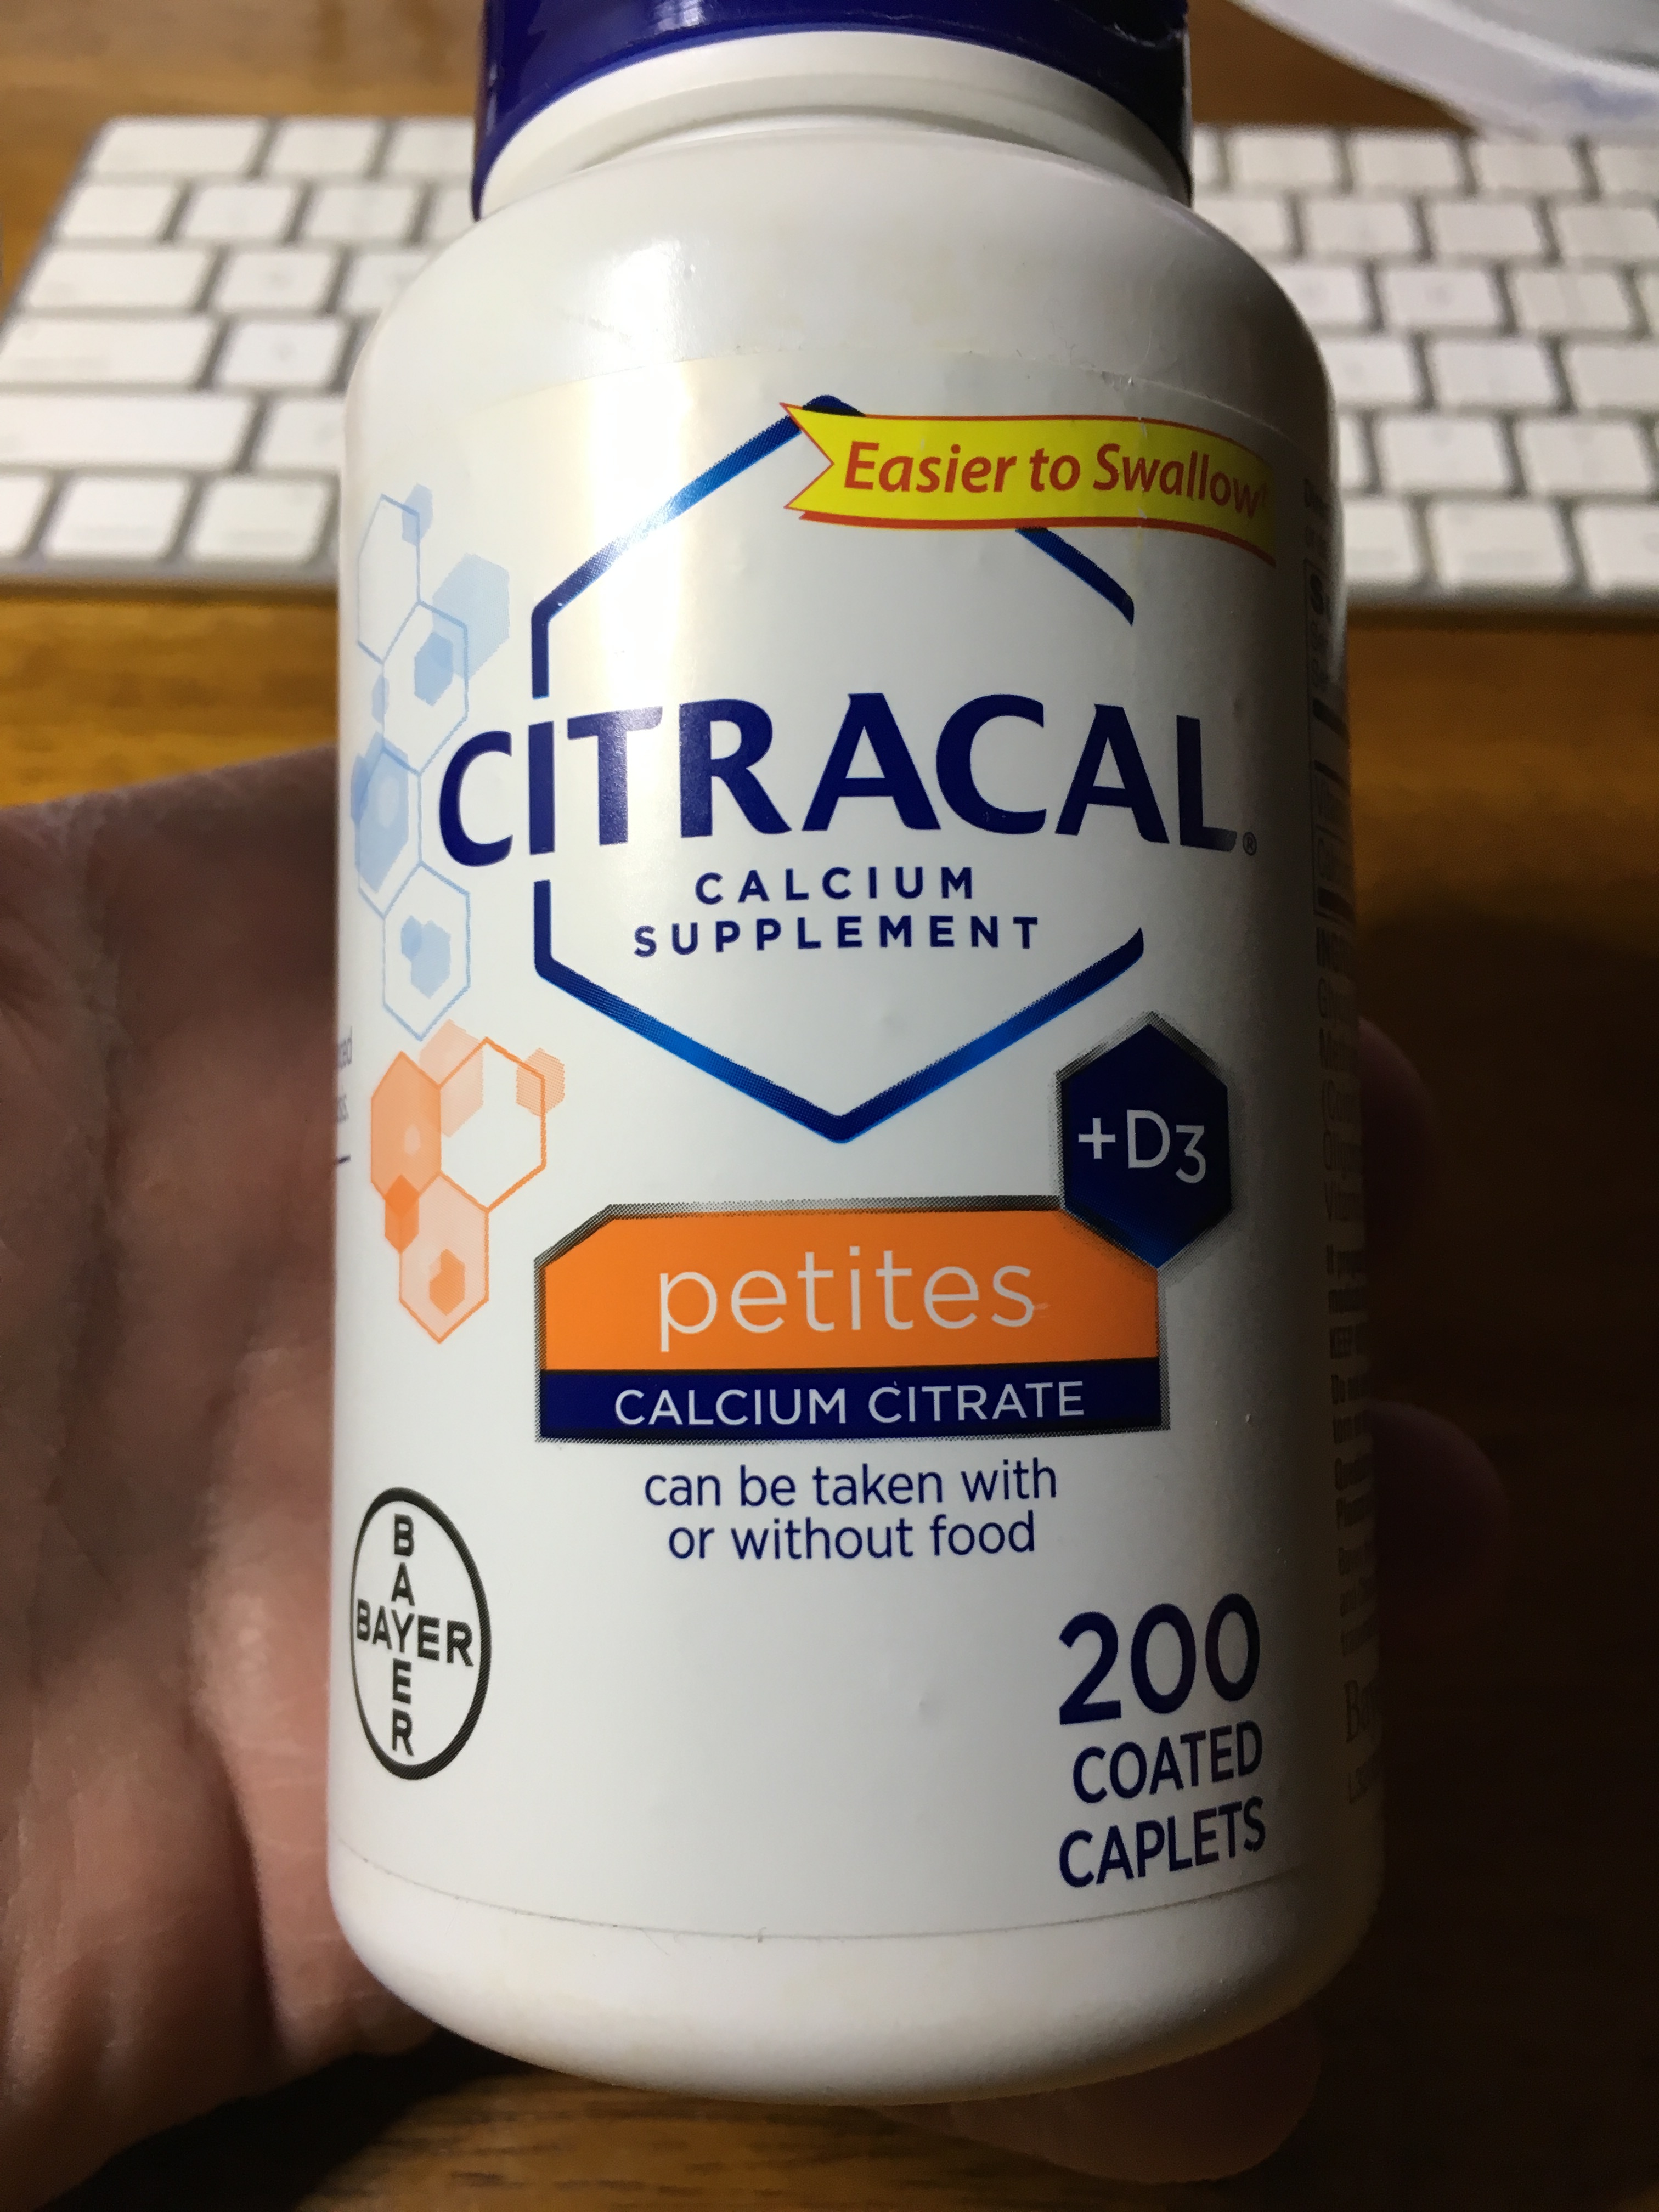 Easier to Swallow
CITRACAL®
CALCIUM
SUPPLEMENT
+D3
petites
CALCIUM CITRATE
can be taken with
or without food
BAYER
BAYER
200
COATED
CAPLETS